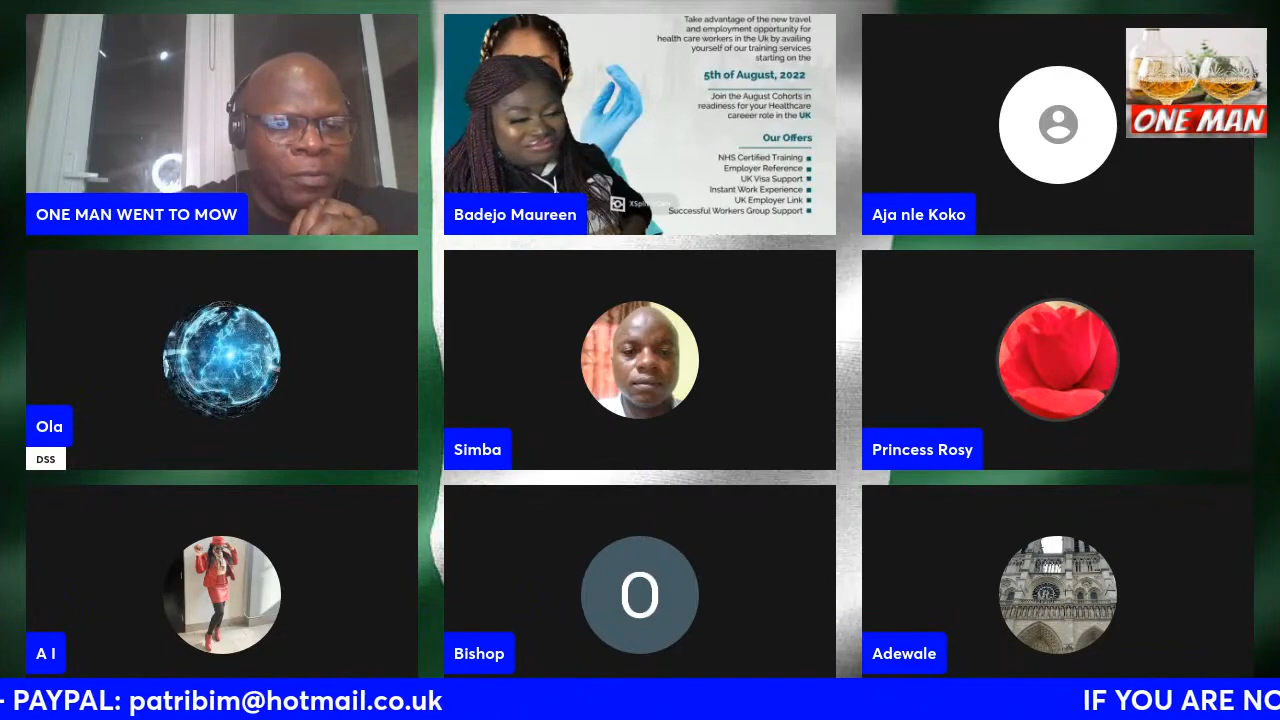 Take advantage of the new travel
and employment opportunity for
health care workers in the Uk by availing
yourself of our training services
starting on the
5th of August, 2022
Join the August Cohorts in
readiness for your Healthcare
careeer role in the UK
Our Offers
NHS Certified Training
Employer Reference
UK Visa Support
Instant Work Experience
UK Employer Link
Successful Workers Group Support
ONE MAN
ONE MAN WENT TO MOW
Badejo Maureen
Aja nle Koko
Ola
DSS
Simba
Princess Rosy
A I
O
Bishop
Adewale
- PAYPAL: patribim@hotmail.co.uk
IF YOU ARE NO